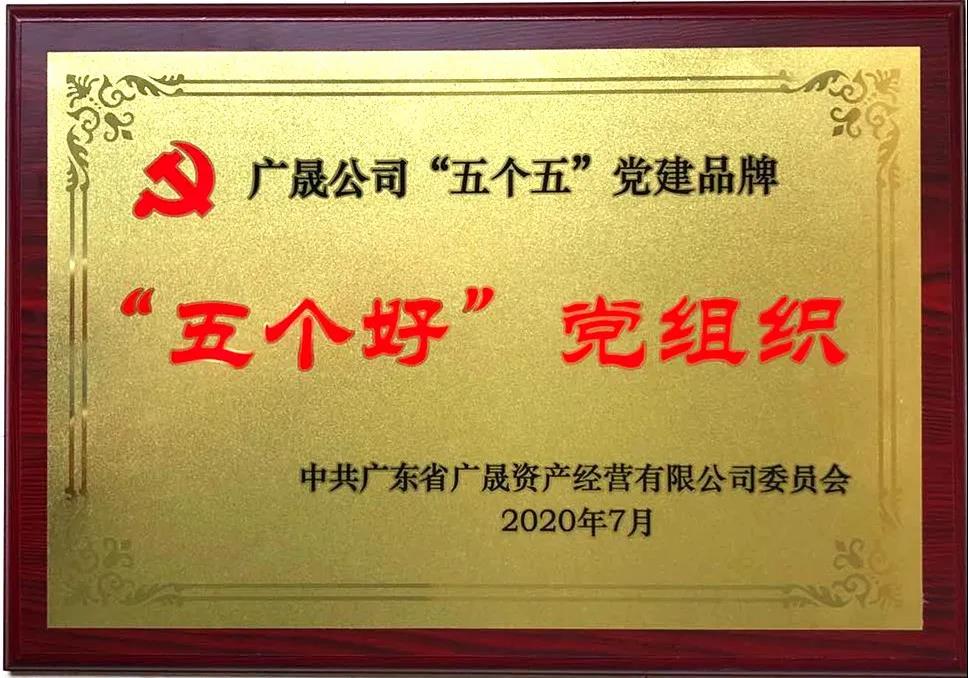 广晟公司“五个五”党建品牌
“五个好”党组织
中共广东省广晟资产经营有限公司委员会
2020年7月